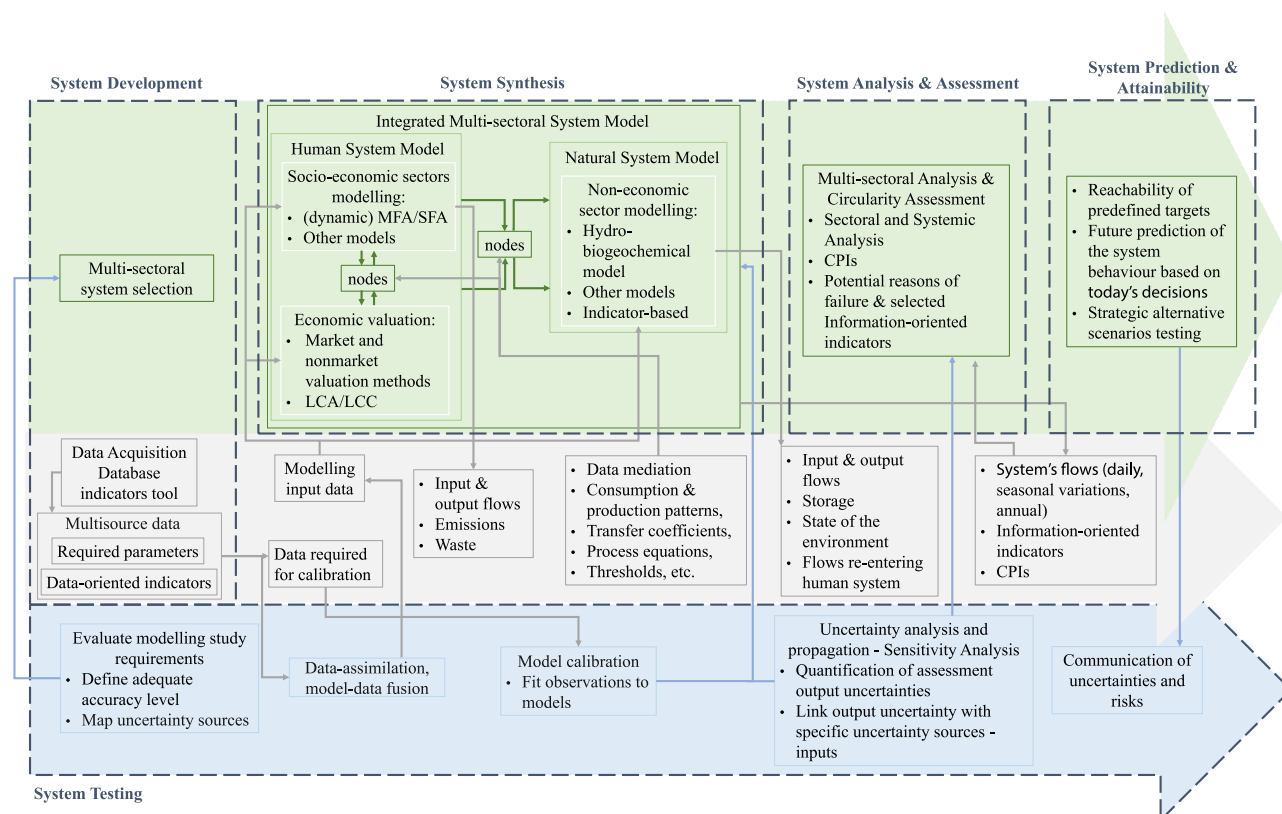 System Development
System Synthesis
System Analysis & Assessment
System Prediction &
Attainability
Multi-sectoral
system selection
Integrated Multi-sectoral System Model
Human System Model
Socio-economic sectors
modelling:
• (dynamic) MFA/SFA
• Other models
nodes
Economic valuation:
• Market and
nonmarket
valuation methods
• LCA/LCC
nodes
Natural System Model
Non-economic
sector modelling:
• Hydro-
biogeochemical
model
• Other models
• Indicator-based
Multi-sectoral Analysis &
Circularity Assessment
• Sectoral and Systemic
Analysis
• CPIs
• Potential reasons of
failure & selected
Information-oriented
indicators
• Reachability of
predefined targets
• Future prediction of
the system
behaviour based on
today's decisions
• Strategic alternative
scenarios testing
Data Acquisition
Database
indicators tool
Multisource data
Required parameters
Data-oriented indicators
Modelling
input data
Data required
for calibration
• Input &
output flows
• Emissions
• Waste
• Data mediation
• Consumption &
production patterns,
• Transfer coefficients,
• Process equations,
• Thresholds, etc.
• Input & output
flows
• Storage
• State of the
environment
• Flows re-entering
human system
• System's flows (daily,
seasonal variations,
annual)
• Information-oriented
indicators
• CPIs
Evaluate modelling study
requirements
• Define adequate
accuracy level
• Map uncertainty sources
Data-assimilation,
model-data fusion
Model calibration
• Fit observations to
models
Uncertainty analysis and
propagation - Sensitivity Analysis
• Quantification of assessment
output uncertainties
• Link output uncertainty with
specific uncertainty sources -
inputs
Communication of
uncertainties and
risks
System Testing